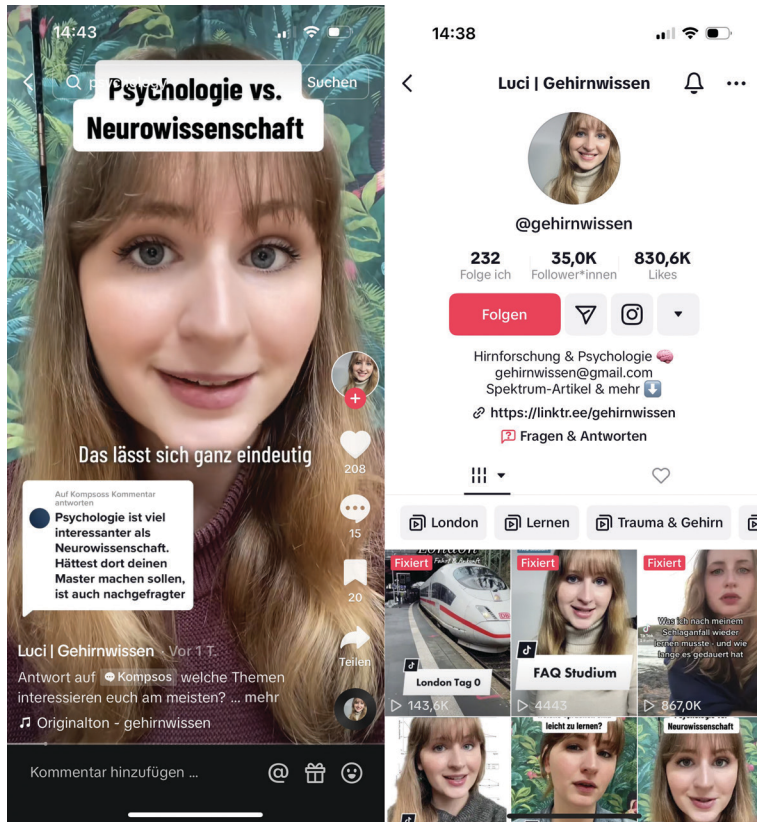 14:43
Suchen
Psychologie vs.
Neurowissenschaft
Das lässt sich ganz eindeutig
208
Auf Kompsoss Kommentar
antworten
Psychologie ist viel
interessanter als
Neurowissenschaft.
Hättest dort deinen
Master machen sollen,
ist auch nachgefragter
15
20
Teilen
Luci | Gehirnwissen · Vor 1 T.
Antwort auf Kompsos welche Themen
interessieren euch am meisten? ... mehr
Originalton - gehirnwissen
Kommentar hinzufügen ...
@
14:38
Luci | Gehirnwissen
@gehirnwissen
232 35,0K 830,6K
Folge ich Follower*innen Likes
Folgen
Hirnforschung & Psychologie
gehirnwissen@gmail.com
Spektrum-Artikel & mehr
https://linktr.ee/gehirnwissen
Fragen & Antworten
London Lernen Trauma & Gehirn
Fixiert Fixiert Fixiert
London
Fahrt & Ankunft
London Tag 0
143,6K
FAQ Studium
4443
Was ich nach meinem
Schlaganfall wieder
lernen musste - und wie
lange es gedauert hat
867,0K
leicht zu lernen?
Neurowissenschaft